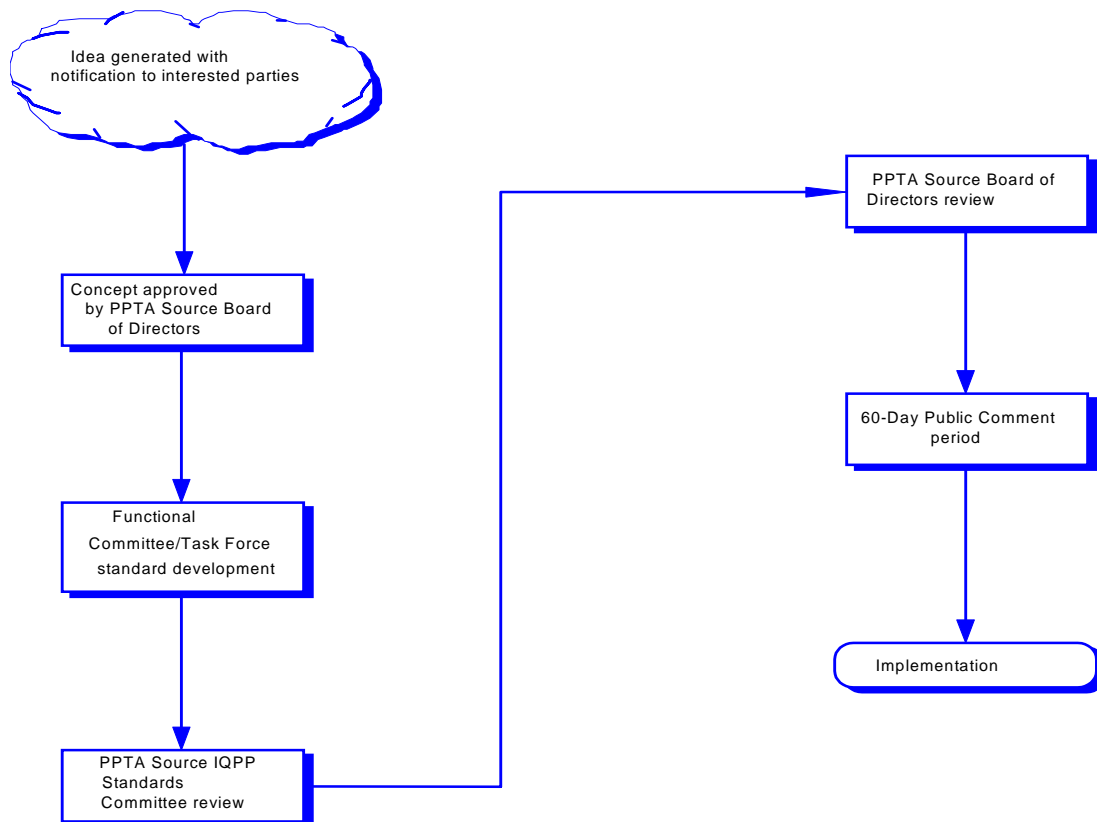 Idea generated with
notification to interested parties
Concept approved
by PPTA Source Board
of Directors
Functional
Committee/Task Force
standard development
PPTA Source IQPP
Standards
Committee review
PPTA Source Board of
Directors review
60-Day Public Comment
period
Implementation